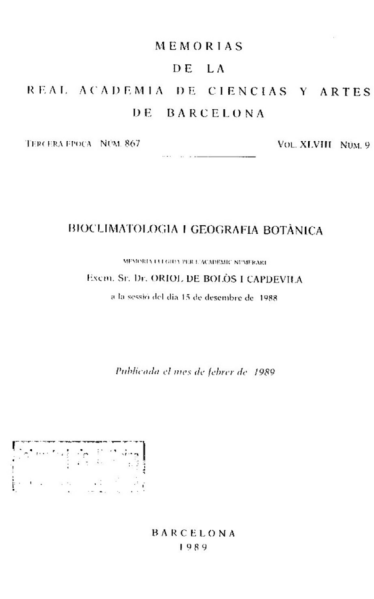 MEMORIAS
DE LA
REAL ACADEMIA DE CIENCIAS Y ARTES
DE BARCELONA
TERCERA EPOCA NUM. 867 VOL. XLVIII NUM. 9
BIOCLIMATOLOGIA I GEOGRAFIA BOTÀNICA
MEMORIA LLEGIDA PER L'ACADEMIC NUMERARI
Excm. Sr. Dr. ORIOL DE BOLÒS I CAPDEVILA
a la sessió del dia 15 de desembre de 1988
Publicada el mes de febrer de 1989
BARCELONA
1989